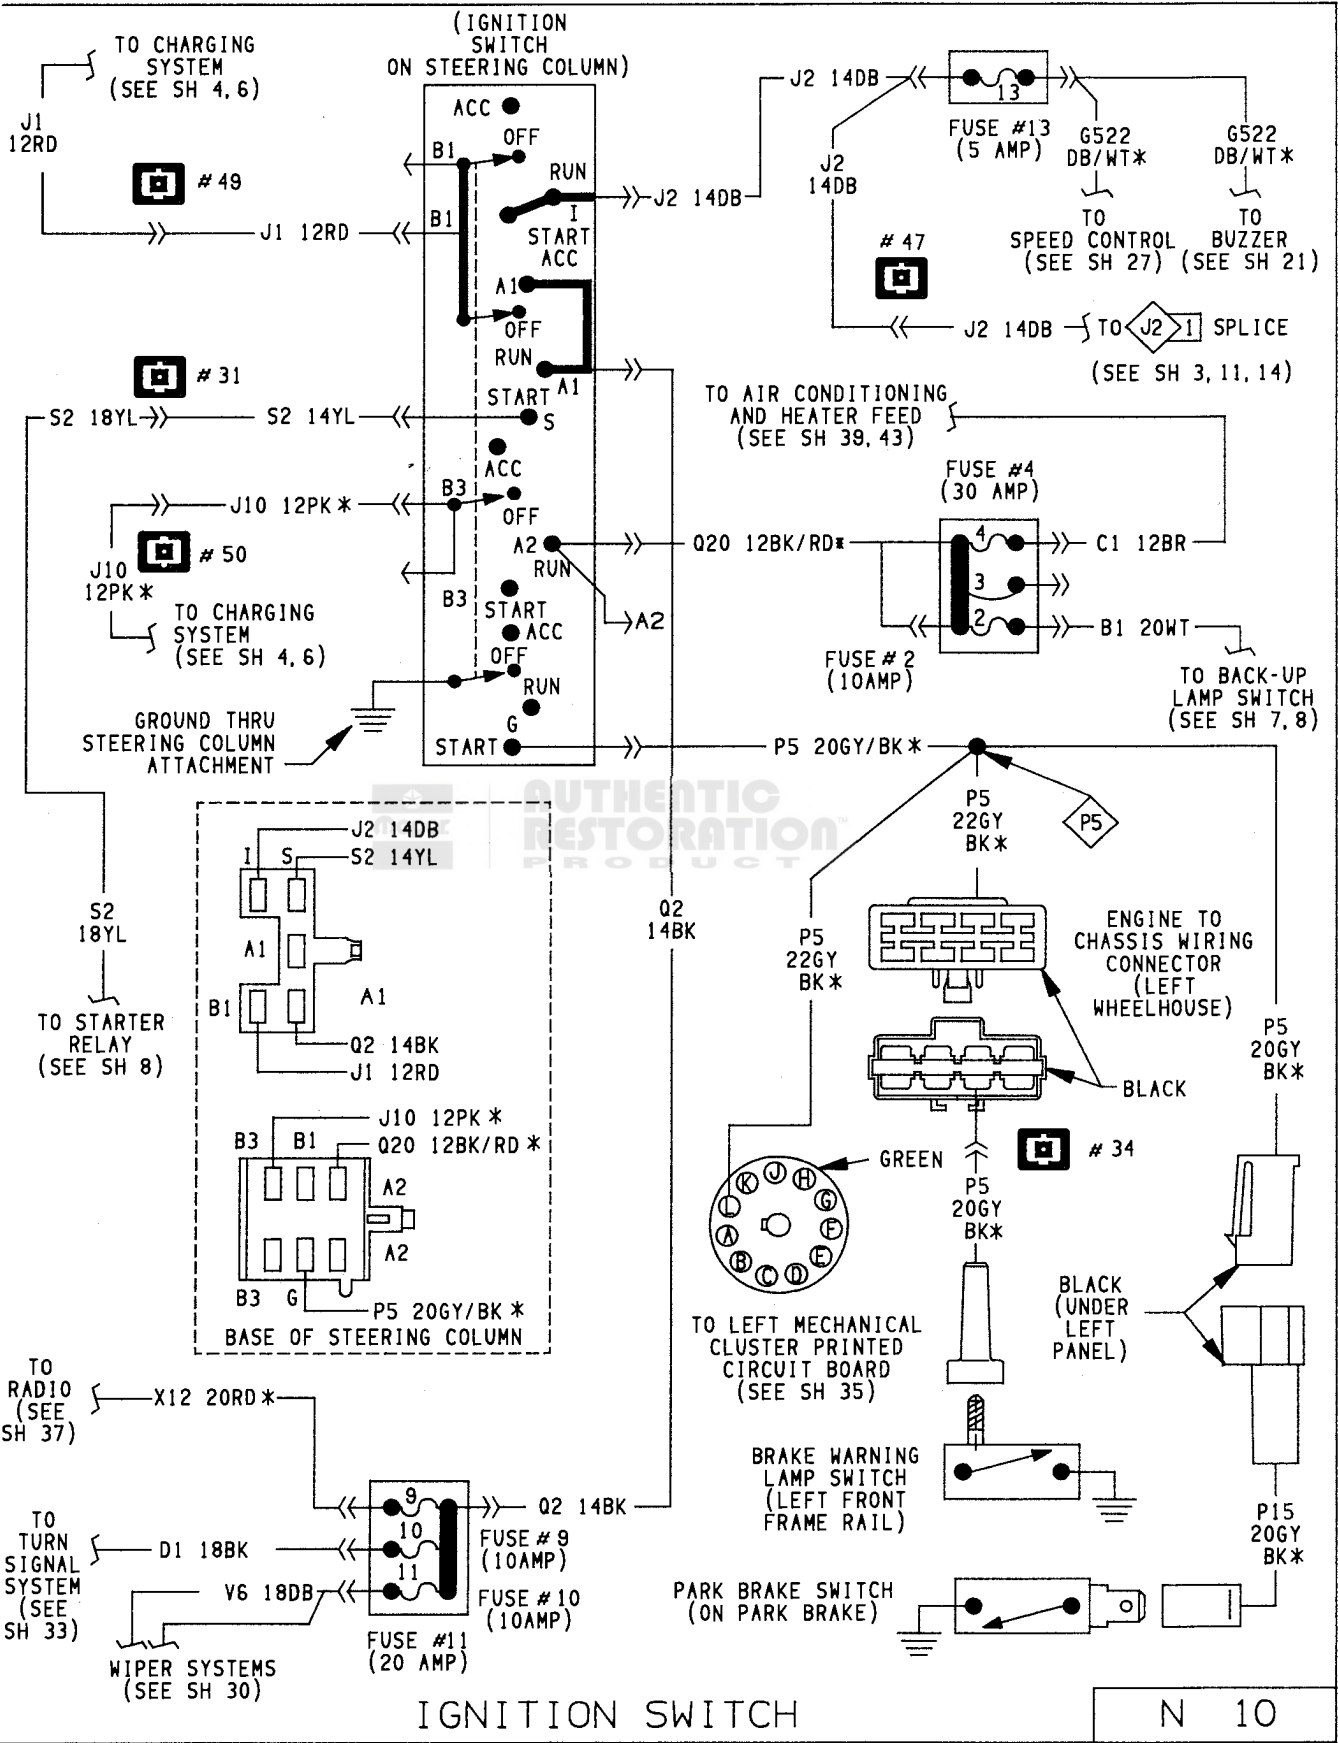 (IGNITION
SWITCH
ON STEERING COLUMN)
TO CHARGING
SYSTEM
(SEE SH 4,6)
J1
12RD
# 49
J1 12RD
B1
B1
ACC
OFF
RUN
I
START
ACC
A1
OFF
RUN
A1
START
S
ACC
B3
OFF
A2
RUN
B3
START
ACC
OFF
RUN
G
START
J2 14DB
J2 14DB
13
FUSE #13
(5 AMP)
J2
14DB
G522
DB/WT*
G522
DB/WT*
TO
SPEED CONTROL
(SEE SH 27)
TO
BUZZER
(SEE SH 21)
# 47
J2 14DB
TO J2 1 SPLICE
(SEE SH 3,11,14)
# 31
S2 18YL
S2 14YL
TO AIR CONDITIONING
AND HEATER FEED
(SEE SH 39,43)
FUSE #4
(30 AMP)
J10 12PK*
# 50
J10
12PK*
TO CHARGING
SYSTEM
(SEE SH 4,6)
Q20 12BK/RD*
4
3
2
C1 12BR
B1 20WT
A2
FUSE # 2
(10AMP)
TO BACK-UP
LAMP SWITCH
(SEE SH 7,8)
GROUND THRU
STEERING COLUMN
ATTACHMENT
P5 20GY/BK*
P5
22GY
BK*
P5
AUTHENTIC
RESTORATION™
PRODUCT
J2 14DB
S2 14YL
I S
A1
B1
A1
Q2 14BK
J1 12RD
S2
18YL
TO STARTER
RELAY
(SEE SH 8)
Q2
14BK
P5
22GY
BK*
ENGINE TO
CHASSIS WIRING
CONNECTOR
(LEFT
WHEELHOUSE)
P5
20GY
BK*
BLACK
J10 12PK*
Q20 12BK/RD*
B3 B1
A2
A2
B3 G
P5 20GY/BK*
BASE OF STEERING COLUMN
GREEN
# 34
J
H
G
F
E
D
C
B
A
L
K
P5
20GY
BK*
BLACK
(UNDER
LEFT
PANEL)
TO LEFT MECHANICAL
CLUSTER PRINTED
CIRCUIT BOARD
(SEE SH 35)
TO
RADIO
(SEE
SH 37)
X12 20RD*
BRAKE WARNING
LAMP SWITCH
(LEFT FRONT
FRAME RAIL)
9
10
11
Q2 14BK
FUSE # 9
(10AMP)
FUSE #10
(10AMP)
FUSE #11
(20 AMP)
TO
TURN
SIGNAL
SYSTEM
(SEE
SH 33)
D1 18BK
V6 18DB
WIPER SYSTEMS
(SEE SH 30)
P15
20GY
BK*
PARK BRAKE SWITCH
(ON PARK BRAKE)
IGNITION SWITCH
N 10